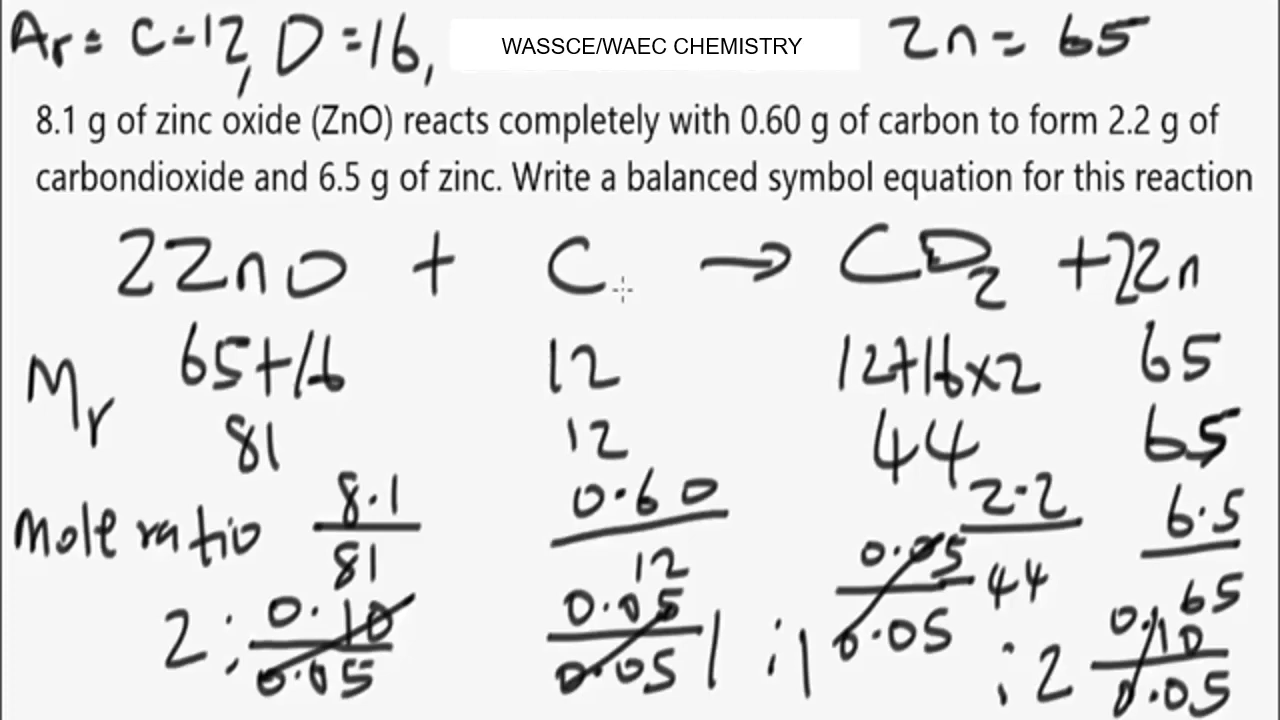 Ar = C = 12, O = 16, WASSCE/WAEC CHEMISTRY Zn = 65
8.1 g of zinc oxide (ZnO) reacts completely with 0.60 g of carbon to form 2.2 g of
carbondioxide and 6.5 g of zinc. Write a balanced symbol equation for this reaction
2ZnO + C → CO₂ + 2Zn
Mr 65+16 12 12+16×2 65
81 12 44 65
Mole ratio 8.1/81 0.60/12 2.2/44 6.5/65
2 : 0.10/0.05 0.05/0.05 1 : 1 0.05/0.05 : 2 0.10/0.05